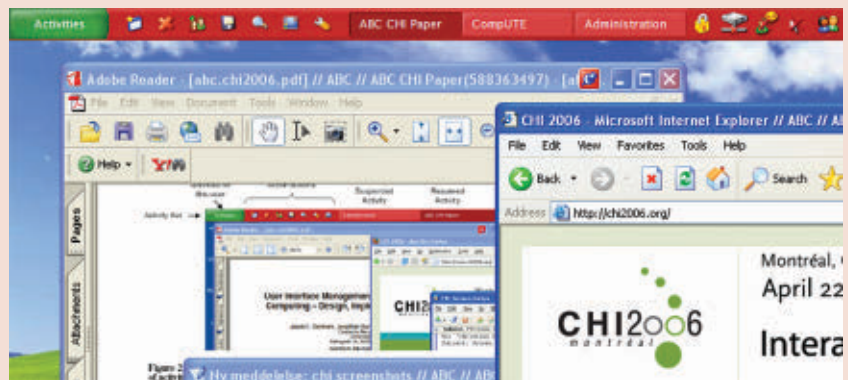 Activities ABC CHI Paper CompUTE Administration
Adobe Reader - [abc.chi2006.pdf] // ABC // ABC CHI Paper(588363497) - [a
File Edit View Document Tools Window Help
CHI 2006 - Microsoft Internet Explorer // ABC // A
File Edit View Favorites Tools Help
Help Y!
Back Search
Address http://chi2006.org/
Pages
Attachments
Suspended Activity
Resumed Activity
Activity Bar
User Interface Management
Computing – Design,
CHI2
Montréal,
April 22
CHI2006
montréal
Intera
Figure 2
Ny meddelelse: chi screenshots // ABC // ABC